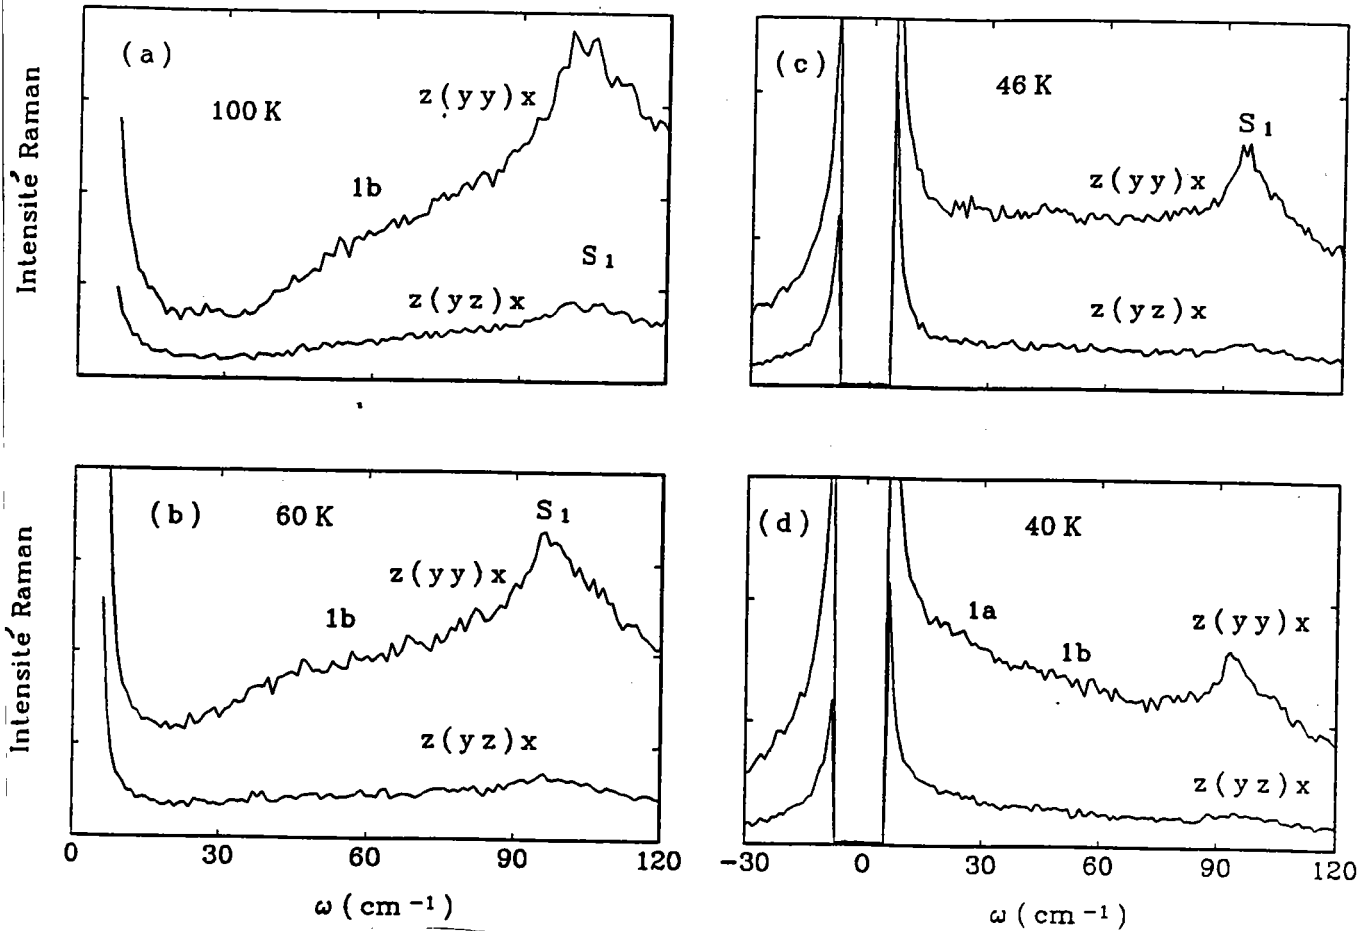 Intensité Raman
(a)
100 K
z(yy)x
1b
S1
z(yz)x
(b)
60 K
S1
z(yy)x
1b
z(yz)x
0 30 60 90 120
ω (cm-1)
Intensité Raman
(c)
46 K
S1
z(yy)x
z(yz)x
(d)
40 K
1a
1b
z(yy)x
z(yz)x
-30 0 30 60 90 120
ω (cm-1)